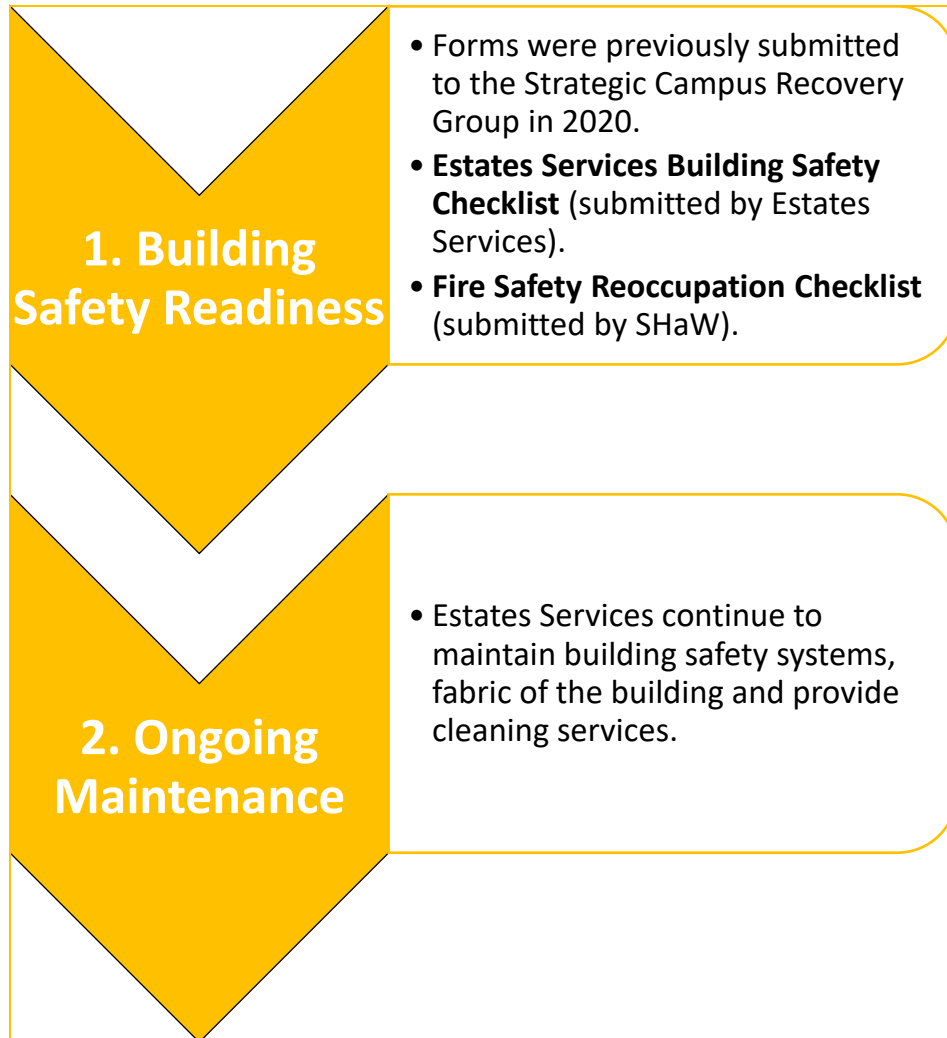 1. Building
Safety Readiness
• Forms were previously submitted
to the Strategic Campus Recovery
Group in 2020.
• Estates Services Building Safety
Checklist (submitted by Estates
Services).
• Fire Safety Reoccupation Checklist
(submitted by SHaW).
2. Ongoing
Maintenance
• Estates Services continue to
maintain building safety systems,
fabric of the building and provide
cleaning services.